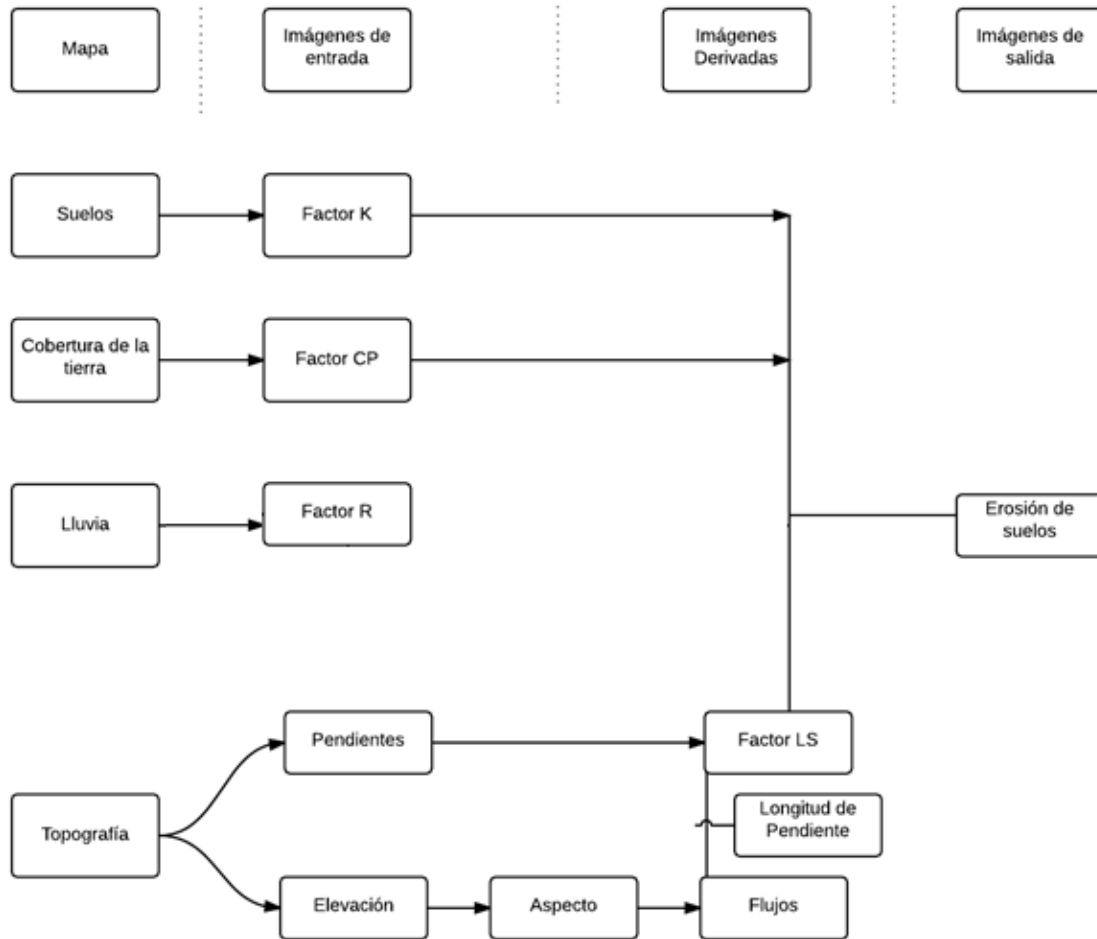 Mapa
Imágenes de
entrada
Imágenes
Derivadas
Imágenes de
salida
Suelos
Factor K
Cobertura de la
tierra
Factor CP
Lluvia
Factor R
Erosión de
suelos
Pendientes
Factor LS
Topografía
Longitud de
Pendiente
Elevación
Aspecto
Flujos